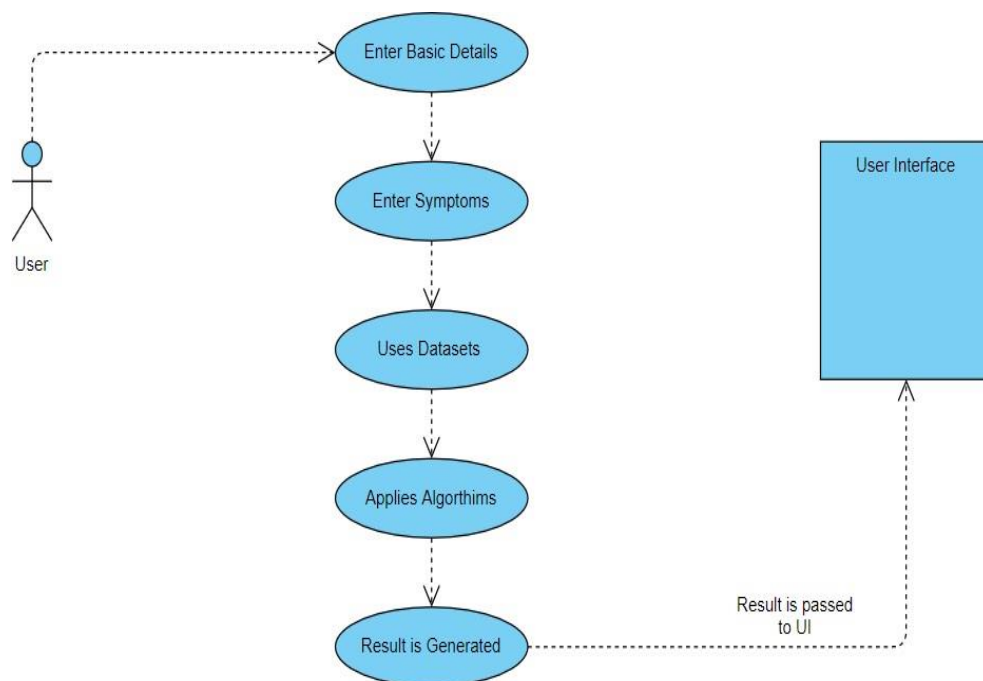 Enter Basic Details
User Interface
Enter Symptoms
User
Uses Datasets
Applies Algorthims
Result is passed
to UI
Result is Generated